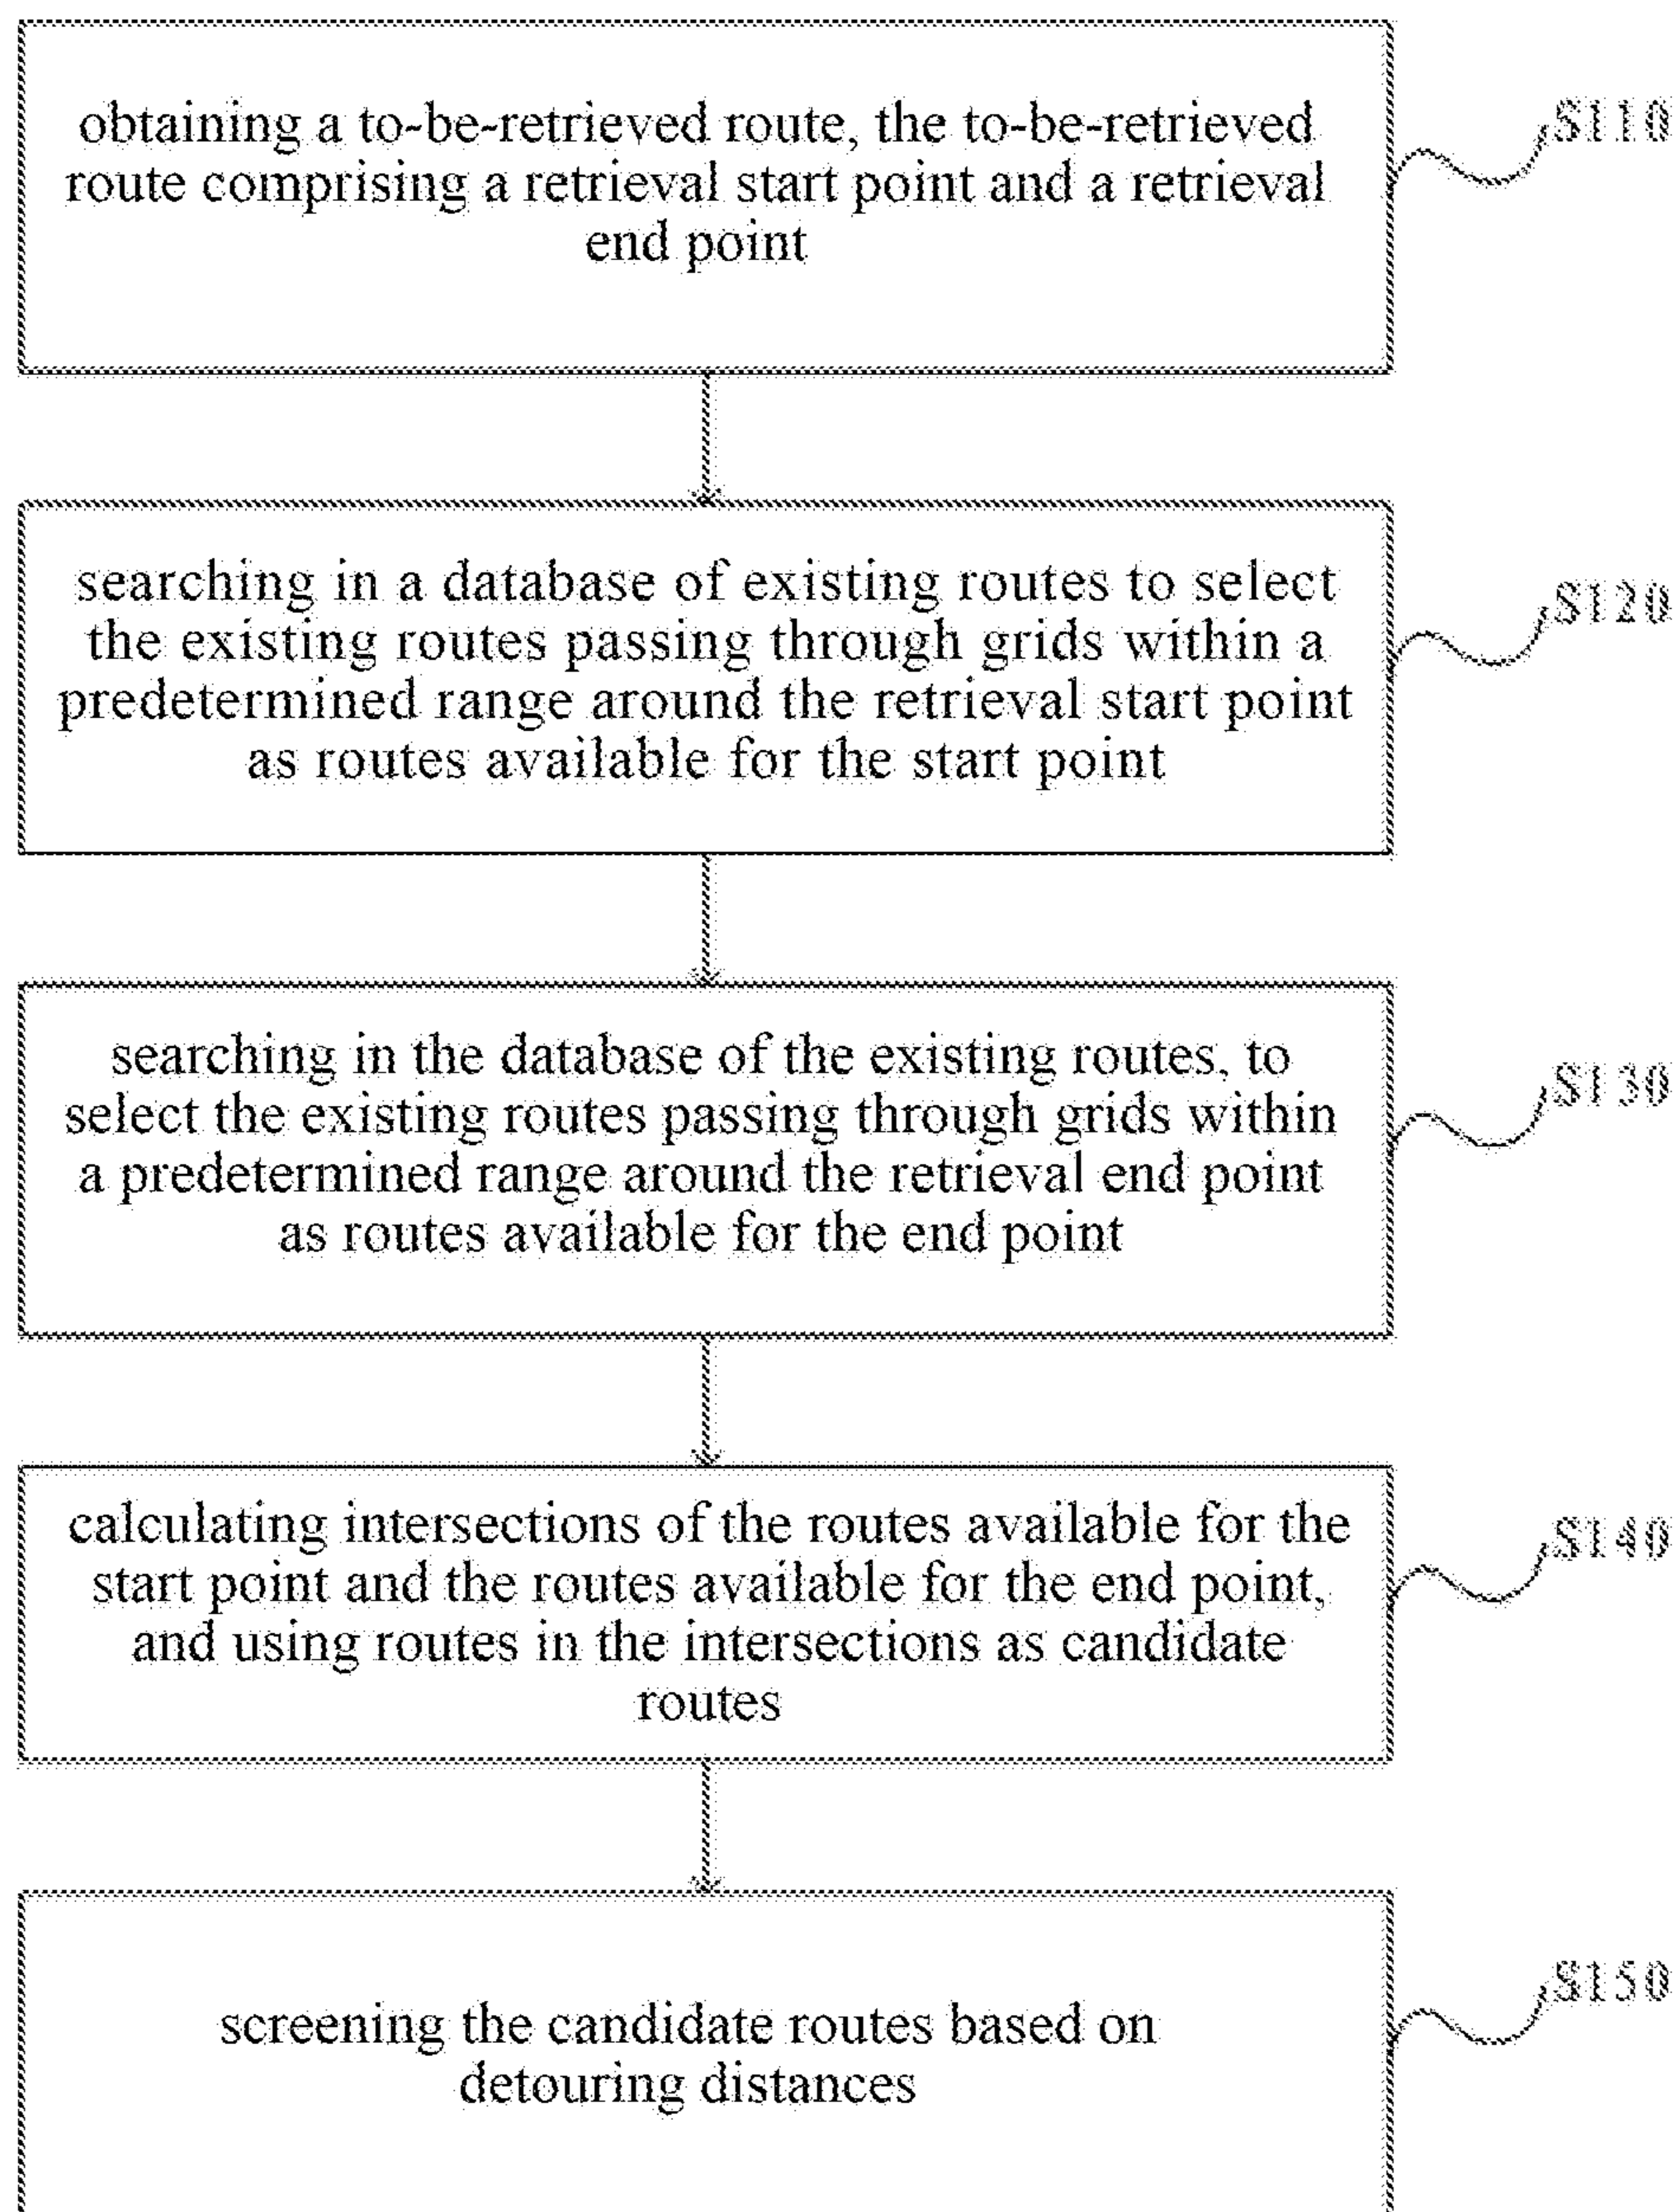 obtaining a to-be-retrieved route, the to-be-retrieved
route comprising a retrieval start point and a retrieval
end point
S110
searching in a database of existing routes to select
the existing routes passing through grids within a
predetermined range around the retrieval start point
as routes available for the start point
S120
searching in the database of the existing routes, to
select the existing routes passing through grids within
a predetermined range around the retrieval end point
as routes available for the end point
S130
calculating intersections of the routes available for the
start point and the routes available for the end point,
and using routes in the intersections as candidate
routes
S140
screening the candidate routes based on
detouring distances
S150